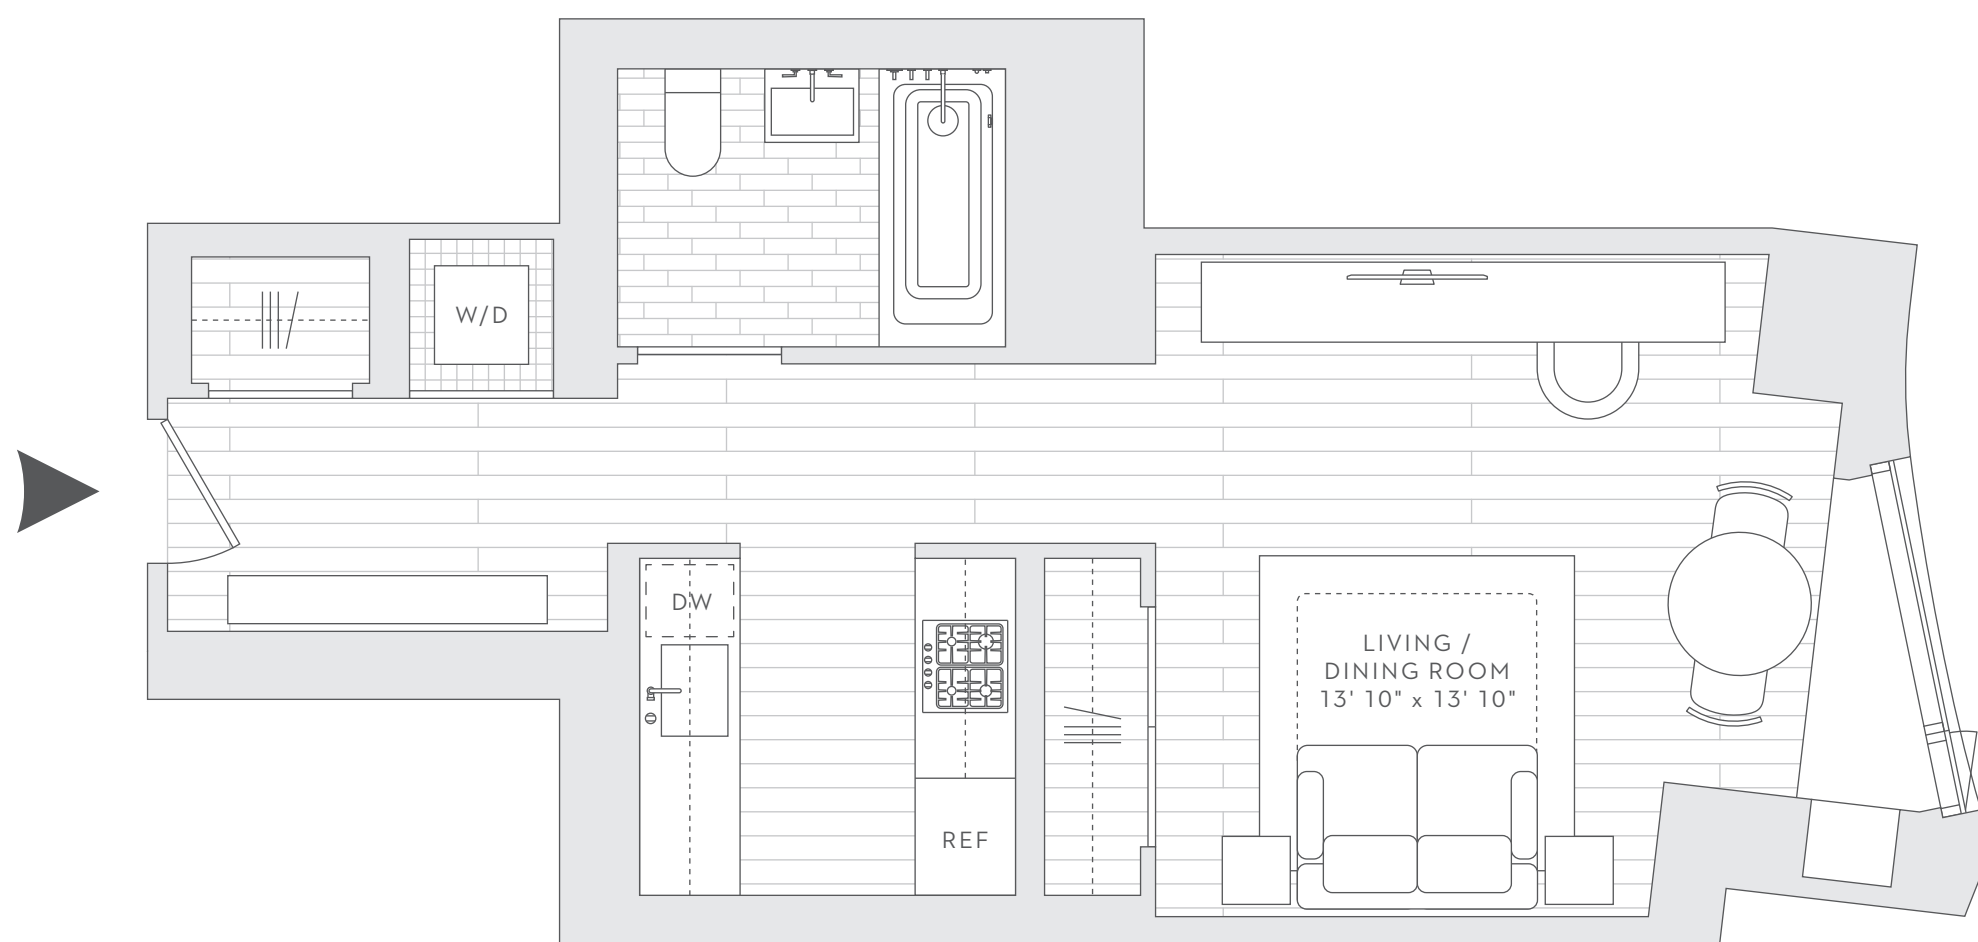 W/D
DW
LIVING /
DINING ROOM
13' 10" x 13' 10"
REF